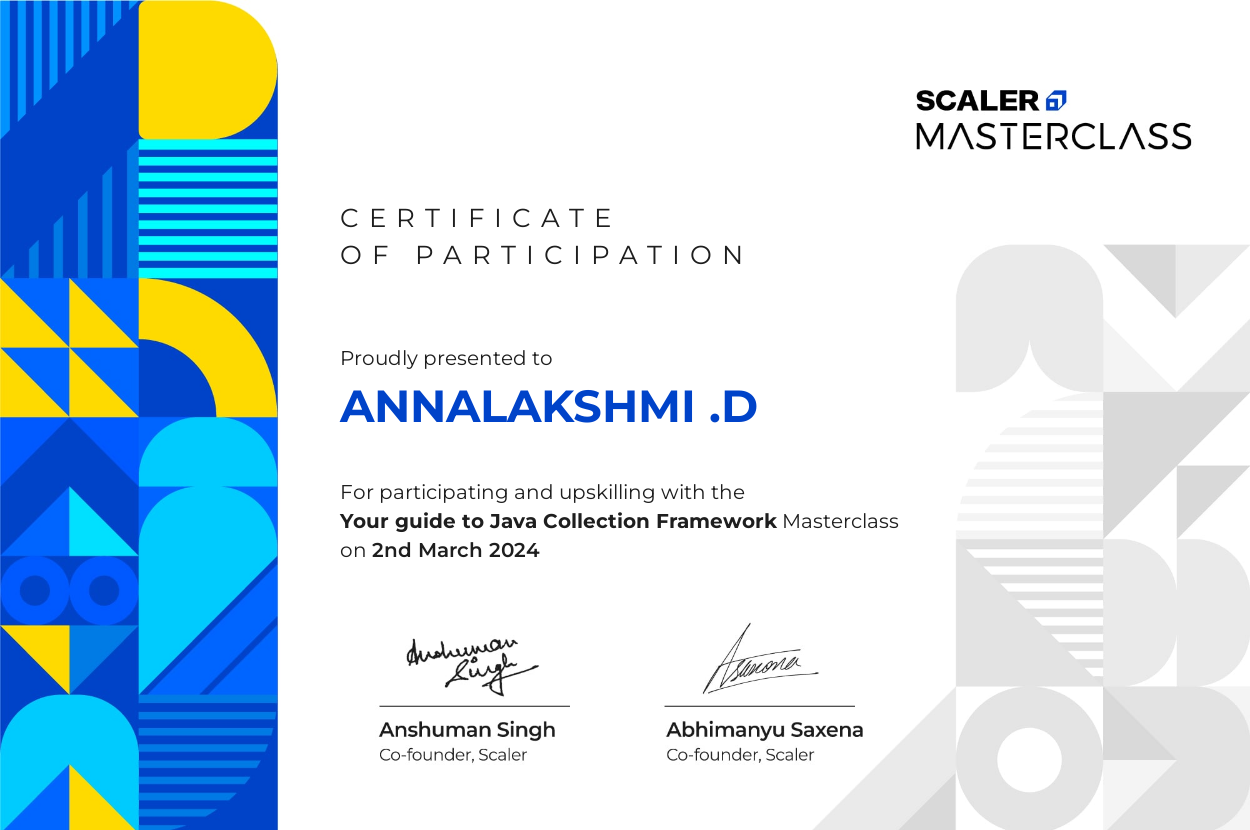 SCALER
MASTERCLASS
CERTIFICATE
OF PARTICIPATION
Proudly presented to
ANNALAKSHMI .D
For participating and upskilling with the
Your guide to Java Collection Framework Masterclass
on 2nd March 2024
Anshuman Singh
Asaxena
Anshuman Singh
Co-founder, Scaler
Abhimanyu Saxena
Co-founder, Scaler